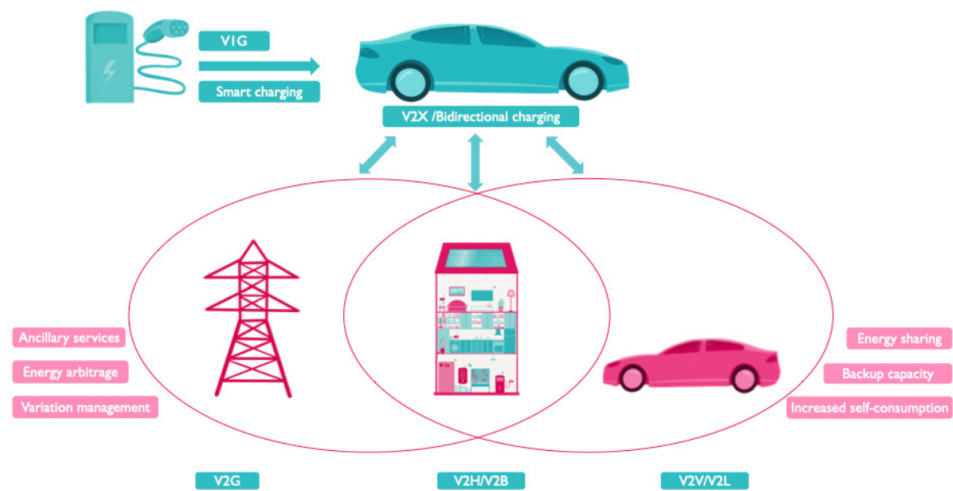 V1G
Smart charging
V2X /Bidirectional charging
Ancillary services
Energy arbitrage
Variation management
Energy sharing
Backup capacity
Increased self-consumption
V2G
V2H/V2B
V2V/V2L